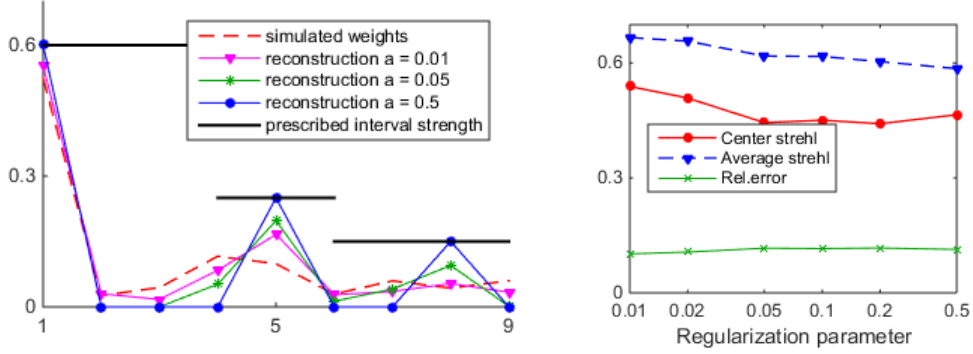 0.6
0.3
0
1
5
9
simulated weights
reconstruction a = 0.01
reconstruction a = 0.05
reconstruction a = 0.5
prescribed interval strength
0.6
0.3
0
0.01
0.02
0.05
0.1
0.2
0.5
Center strehl
Average strehl
Rel.error
Regularization parameter